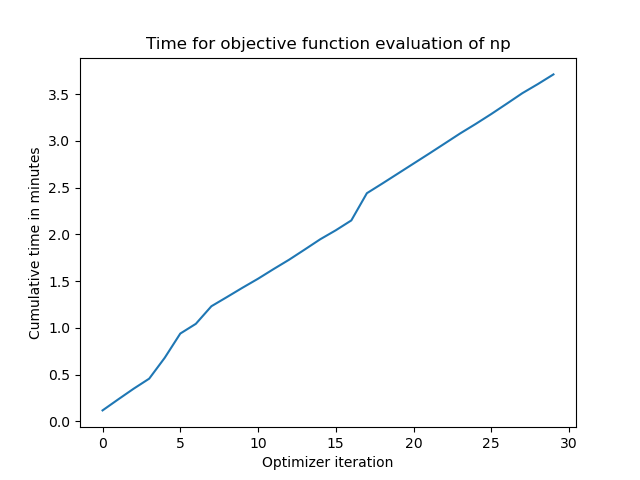 Time for objective function evaluation of np
Cumulative time in minutes
3.5
3.0
2.5
2.0
1.5
1.0
0.5
0.0
0 5 10 15 20 25 30
Optimizer iteration